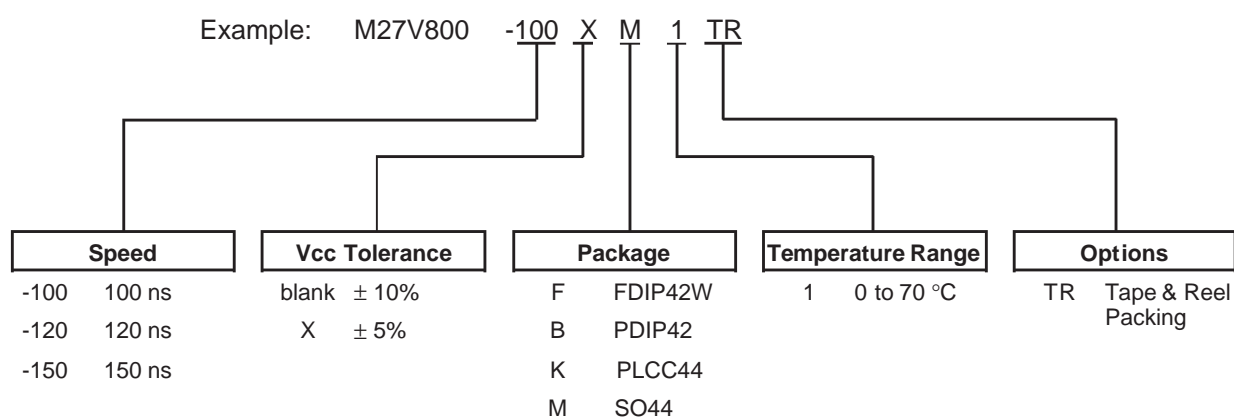 Example: M27V800 -100 X M 1 TR
Speed Vcc Tolerance Package Temperature Range Options
-100 100 ns blank ± 10% F FDIP42W 1 0 to 70 °C TR Tape & Reel
Packing
-120 120 ns X ± 5% B PDIP42
-150 150 ns K PLCC44
M SO44